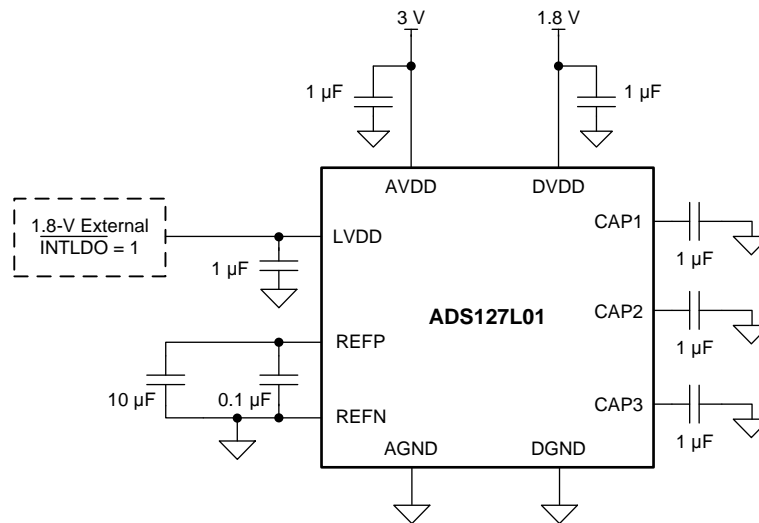 3 V
1.8 V
1 µF
1 µF
AVDD
DVDD
1.8-V External
INTLDO = 1
LVDD
CAP1
1 µF
1 µF
ADS127L01
CAP2
1 µF
REFP
10 µF
0.1 µF
REFN
CAP3
1 µF
AGND
DGND